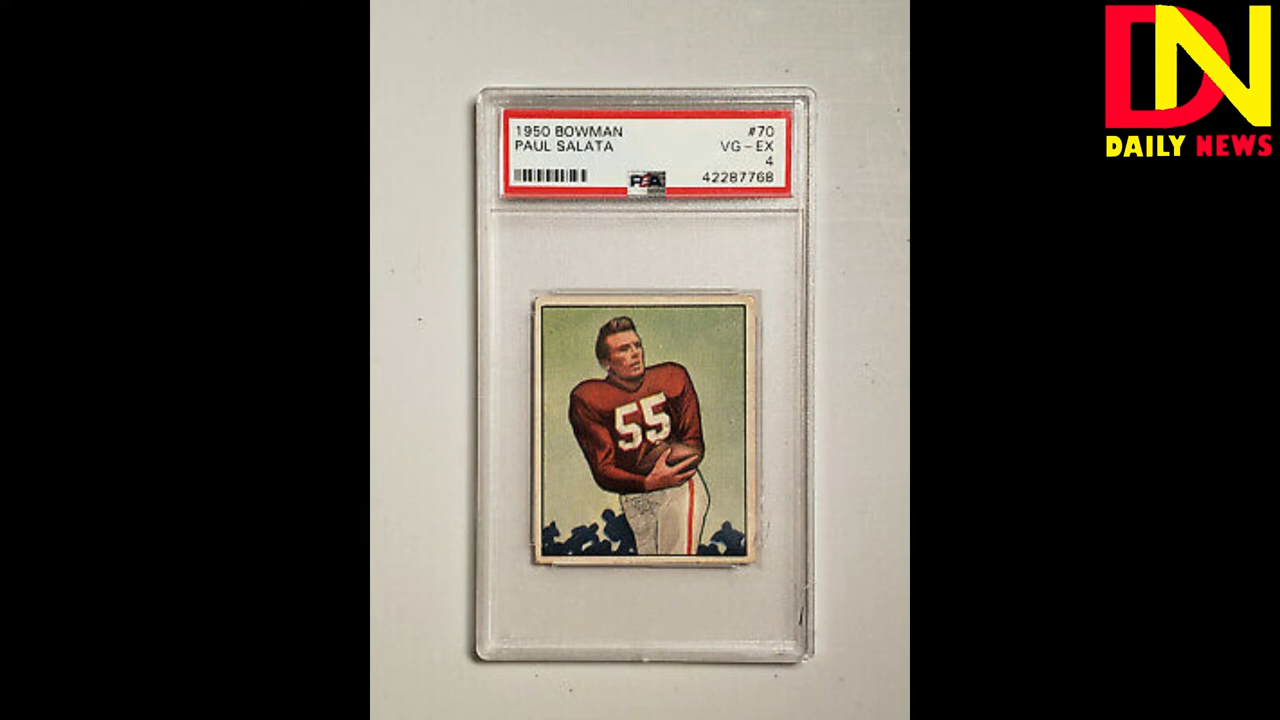 1950 BOWMAN #70
PAUL SALATA VG-EX
4
PSA 42287768
55
DN
DAILY NEWS